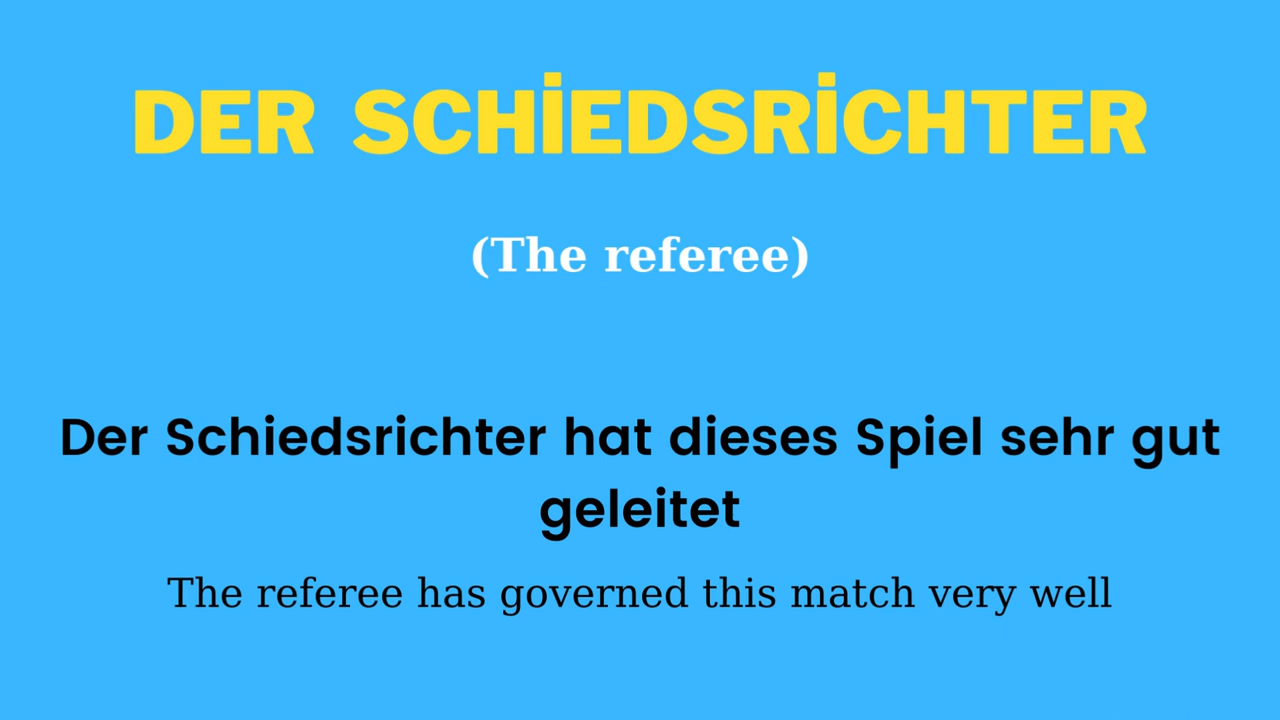 DER SCHİEDSRİCHTER
(The referee)
Der Schiedsrichter hat dieses Spiel sehr gut
geleitet
The referee has governed this match very well